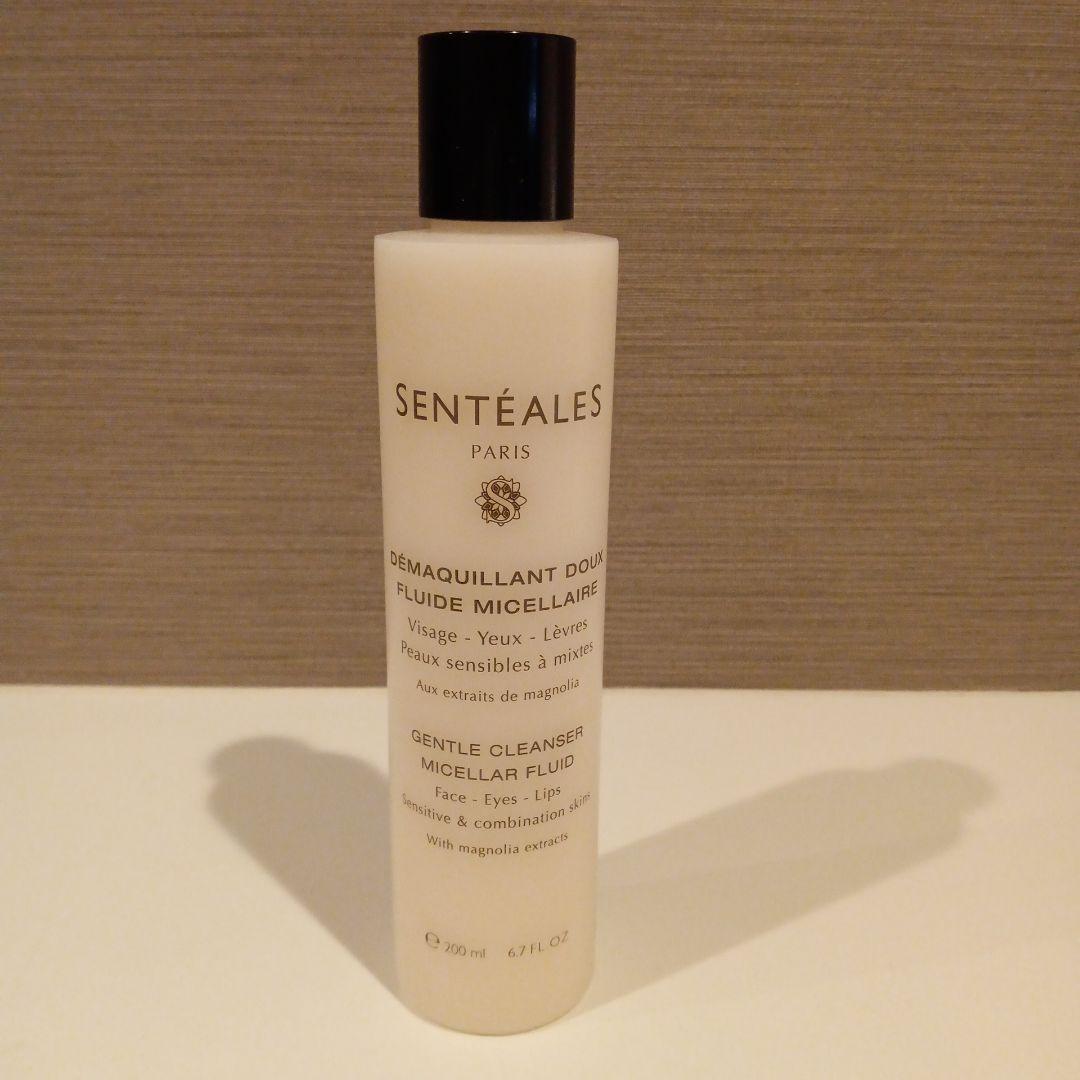 SENTÉALES
PARIS
S
DÉMAQUILLANT DOUX
FLUIDE MICELLAIRE
Visage - Yeux - Lèvres
Peaux sensibles à mixtes
Aux extraits de magnolia
GENTLE CLEANSER
MICELLAR FLUID
Face - Eyes - Lips
Sensitive & combination skins
With magnolia extracts
℮ 200 ml 6.7 FL OZ